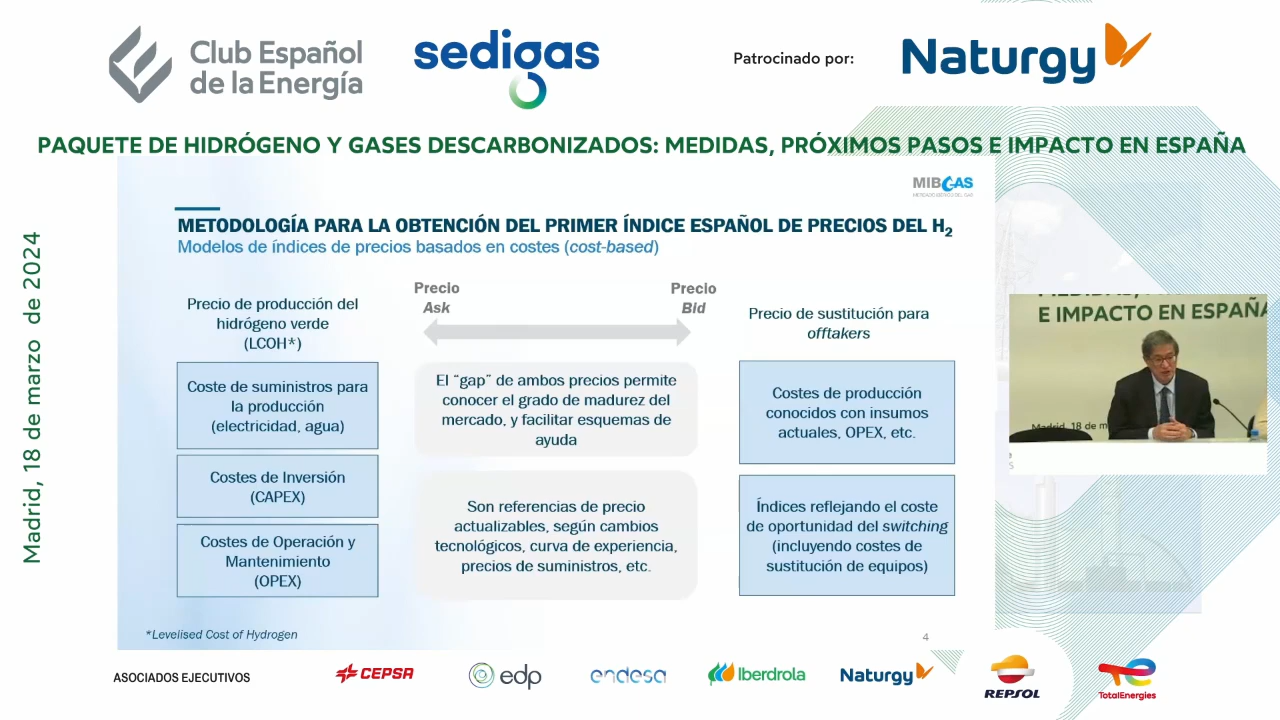 Club Español
de la Energía
sedigas
Patrocinado por:
Naturgy
PAQUETE DE HIDRÓGENO Y GASES DESCARBONIZADOS: MEDIDAS, PRÓXIMOS PASOS E IMPACTO EN ESPAÑA
Madrid, 18 de marzo de 2024
MIBGAS
METODOLOGÍA PARA LA OBTENCIÓN DEL PRIMER ÍNDICE ESPAÑOL DE PRECIOS DEL H2
Modelos de índices de precios basados en costes (cost-based)
Precio de producción del
hidrógeno verde
(LCOH*)
Coste de suministros para
la producción
(electricidad, agua)
Costes de Inversión
(CAPEX)
Costes de Operación y
Mantenimiento
(OPEX)
Precio
Ask
Precio
Bid
El “gap” de ambos precios permite
conocer el grado de madurez del
mercado, y facilitar esquemas de
ayuda
Son referencias de precio
actualizables, según cambios
tecnológicos, curva de experiencia,
precios de suministros, etc.
Precio de sustitución para
offtakers
Costes de producción
conocidos con insumos
actuales, OPEX, etc.
Índices reflejando el coste
de oportunidad del switching
(incluyendo costes de
sustitución de equipos)
*Levelised Cost of Hydrogen
4
E IMPACTO EN ESPAÑA
Madrid, 18 de m
ASOCIADOS EJECUTIVOS
CEPSA
edp
endesa
Iberdrola
Naturgy
REPSOL
TotalEnergies